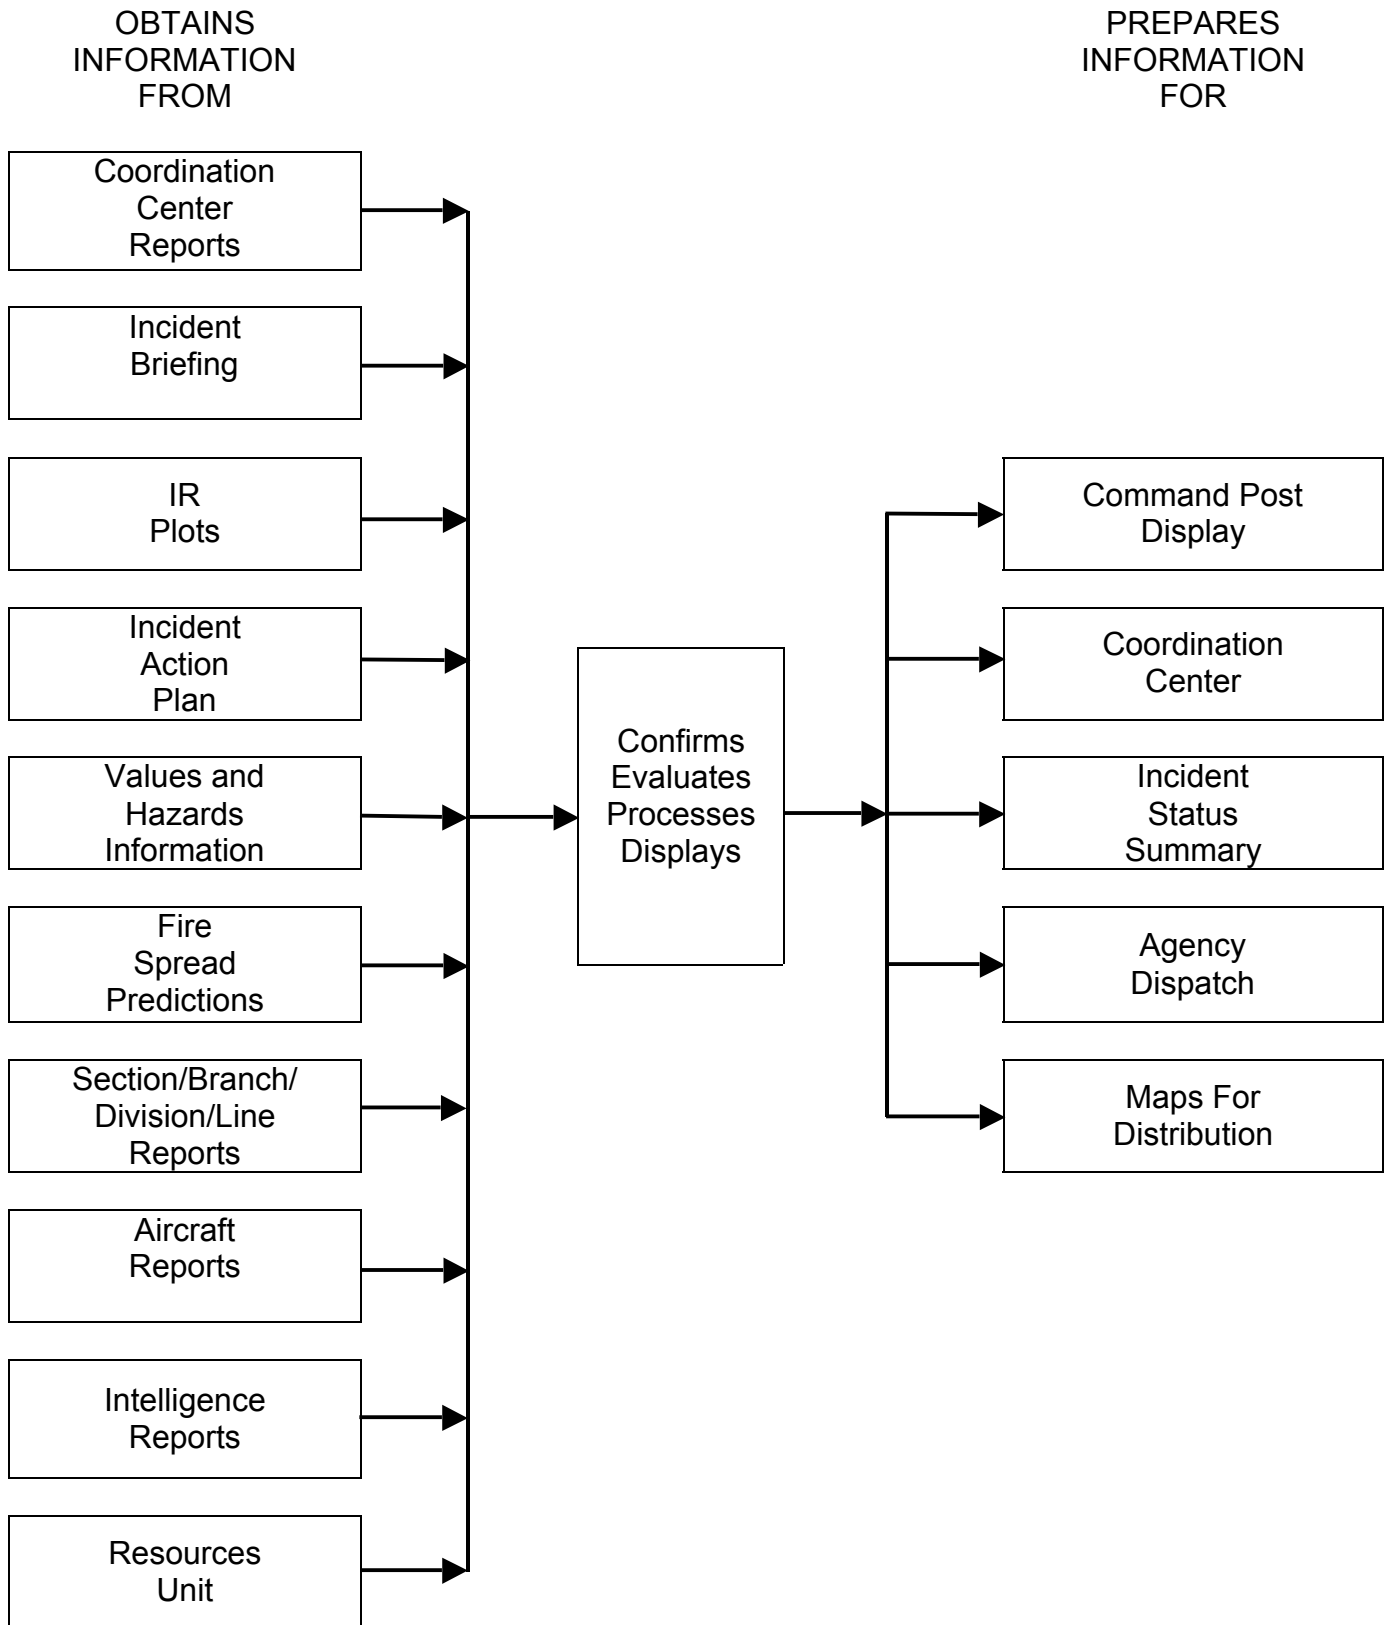 OBTAINS
INFORMATION
FROM
PREPARES
INFORMATION
FOR
Coordination
Center
Reports
Incident
Briefing
IR
Plots
Incident
Action
Plan
Values and
Hazards
Information
Fire
Spread
Predictions
Section/Branch/
Division/Line
Reports
Aircraft
Reports
Intelligence
Reports
Resources
Unit
Confirms
Evaluates
Processes
Displays
Command Post
Display
Coordination
Center
Incident
Status
Summary
Agency
Dispatch
Maps For
Distribution